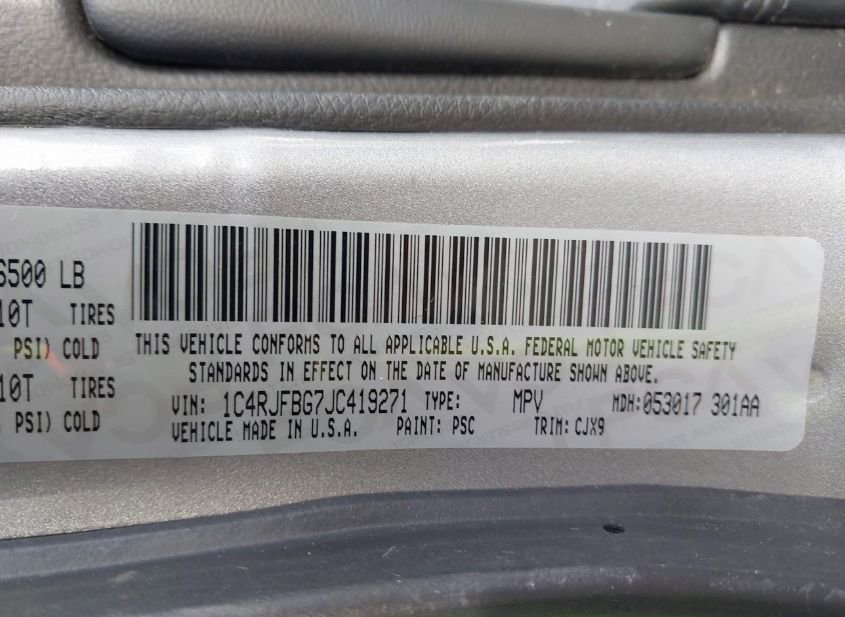 6500 LB
10T TIRES
PSI) COLD
10T TIRES
PSI) COLD
THIS VEHICLE CONFORMS TO ALL APPLICABLE U.S.A. FEDERAL MOTOR VEHICLE SAFETY
STANDARDS IN EFFECT ON THE DATE OF MANUFACTURE SHOWN ABOVE.
VIN: 1C4RJFBG7JC419271 TYPE: MPV MDH:053017 301AA
VEHICLE MADE IN U.S.A. PAINT: PSC TRIM: CJX9